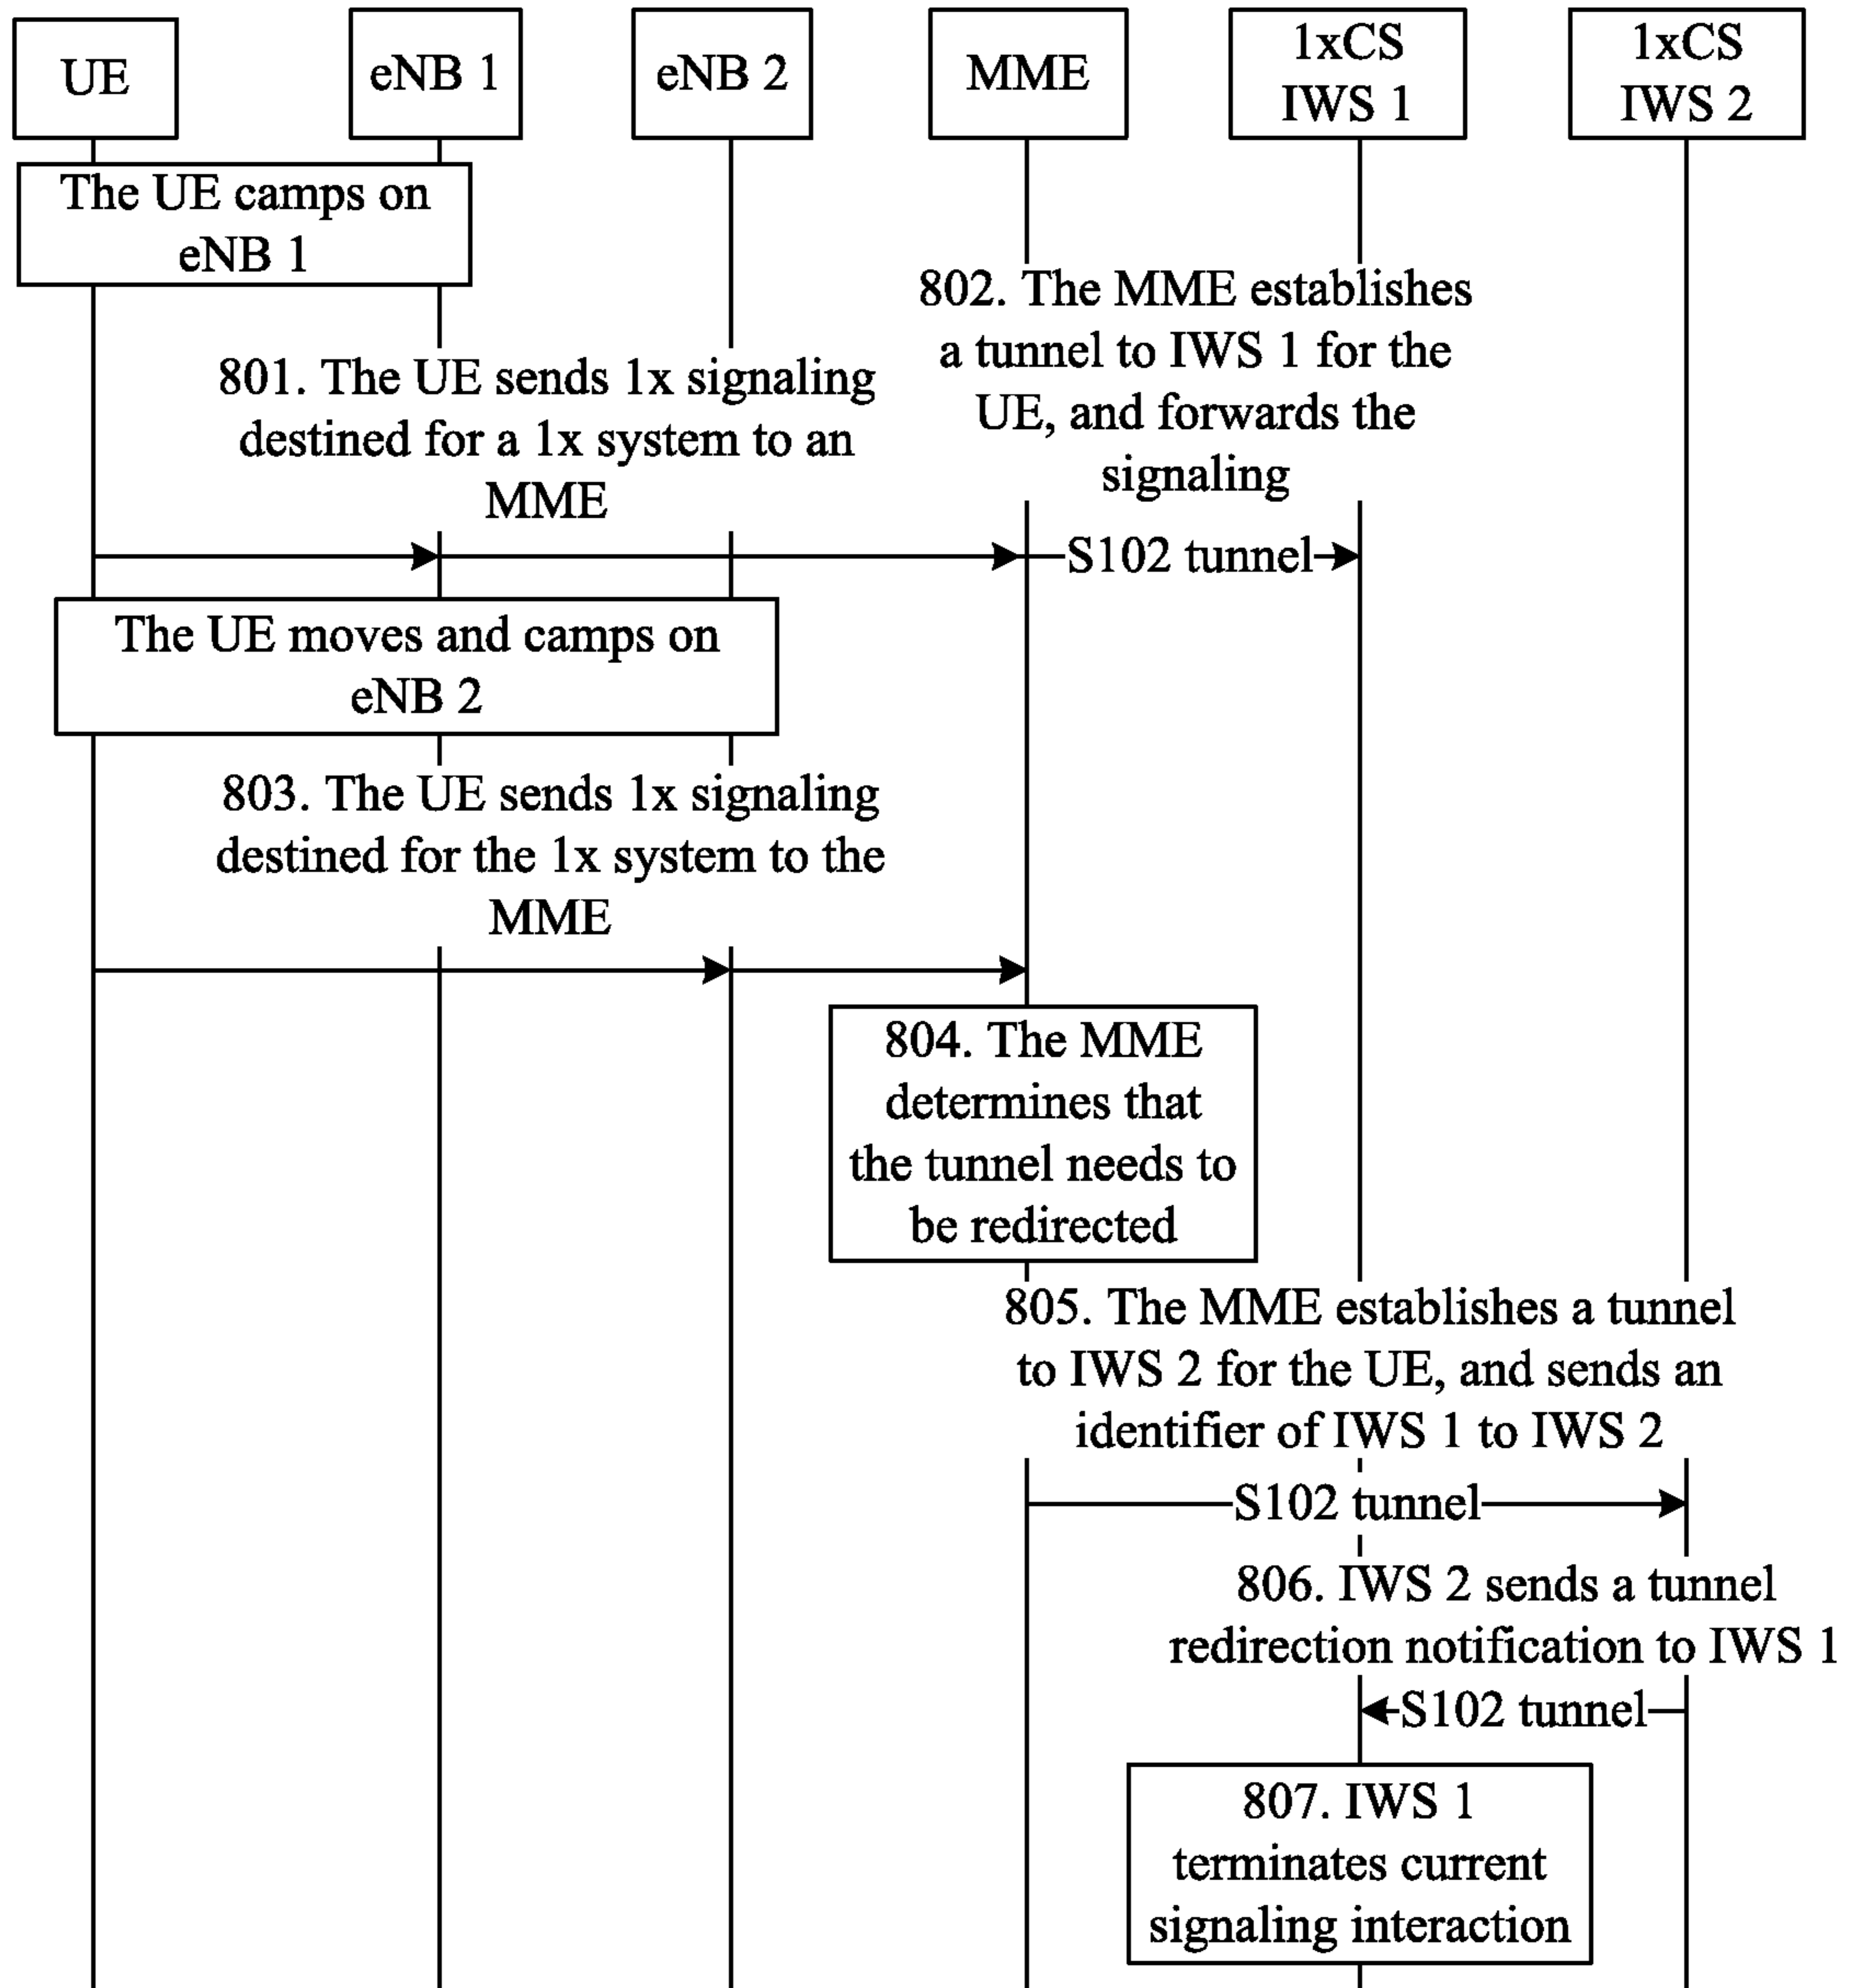 UE
eNB 1
eNB 2
MME
1xCS
IWS 1
1xCS
IWS 2
The UE camps on
eNB 1
802. The MME establishes
a tunnel to IWS 1 for the
UE, and forwards the
signaling
801. The UE sends 1x signaling
destined for a 1x system to an
MME
S102 tunnel
The UE moves and camps on
eNB 2
803. The UE sends 1x signaling
destined for the 1x system to the
MME
804. The MME
determines that
the tunnel needs to
be redirected
805. The MME establishes a tunnel
to IWS 2 for the UE, and sends an
identifier of IWS 1 to IWS 2
S102 tunnel
806. IWS 2 sends a tunnel
redirection notification to IWS 1
S102 tunnel
807. IWS 1
terminates current
signaling interaction